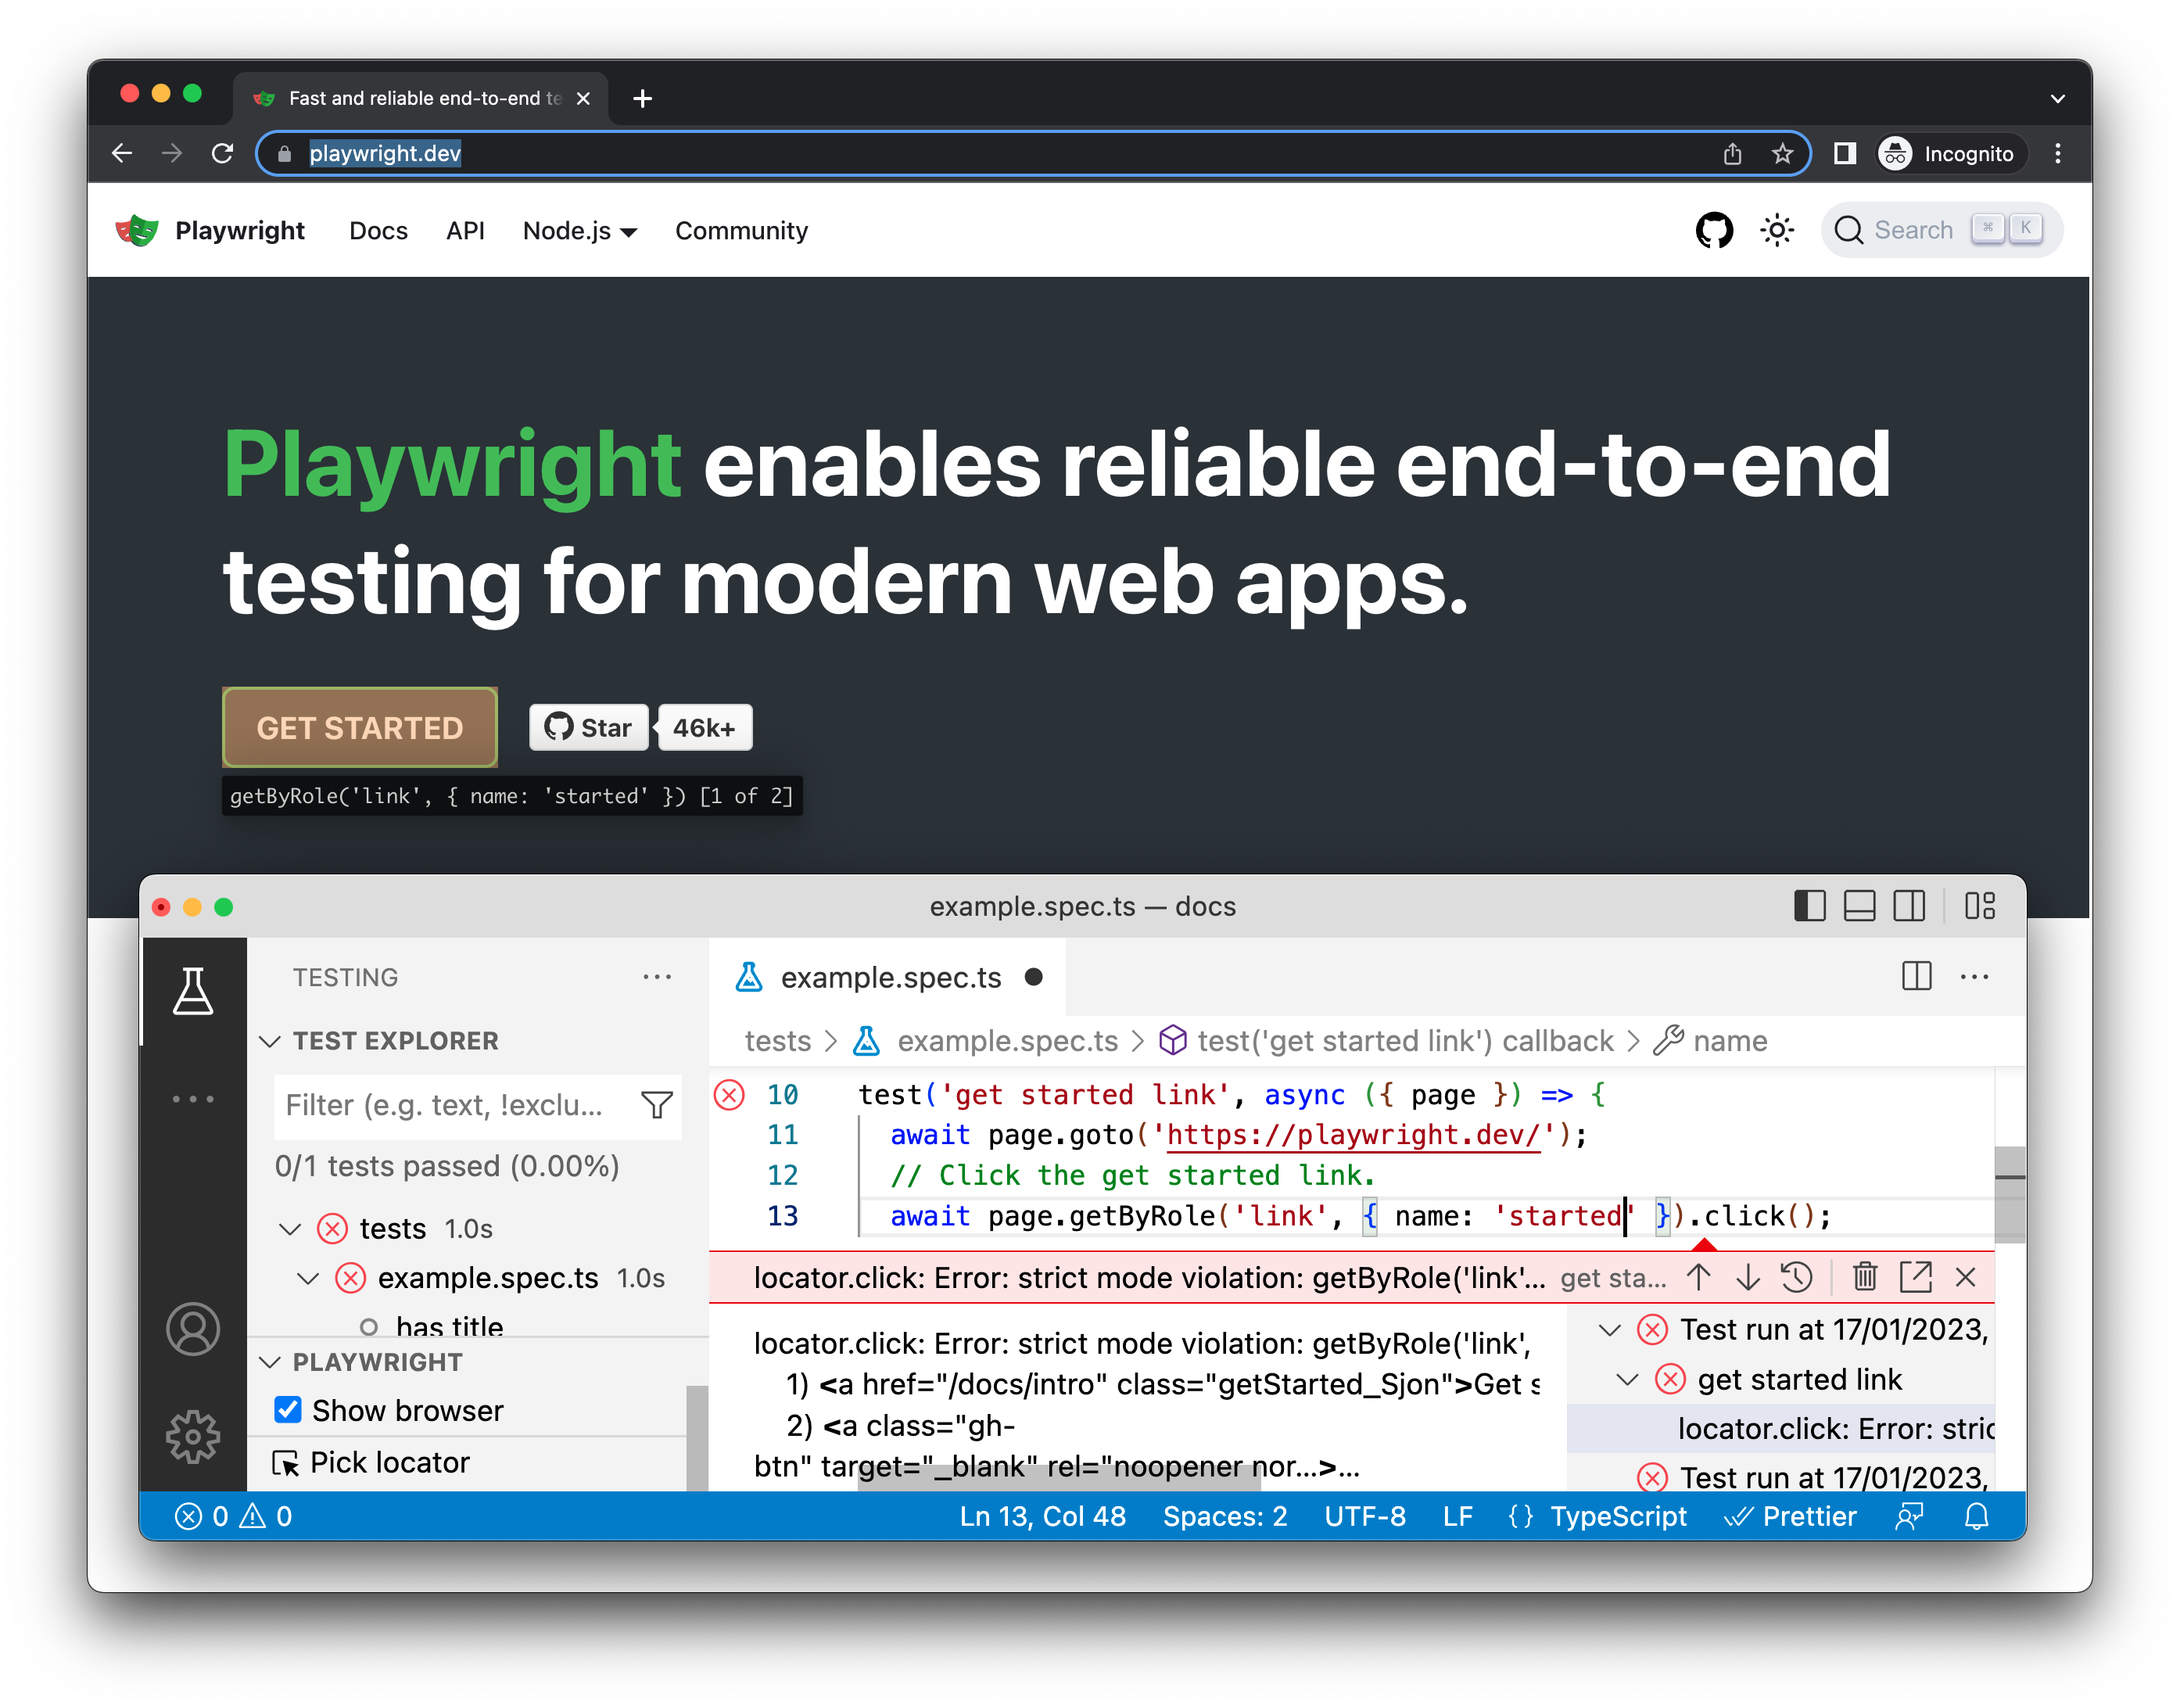 Fast and reliable end-to-end te
playwright.dev
Incognito
Playwright Docs API Node.js Community
Search ⌘ K
Playwright enables reliable end-to-end
testing for modern web apps.
GET STARTED
Star 46k+
getByRole('link', { name: 'started' }) [1 of 2]
example.spec.ts — docs
TESTING
TEST EXPLORER
Filter (e.g. text, !exclu...
0/1 tests passed (0.00%)
tests 1.0s
example.spec.ts 1.0s
has title
PLAYWRIGHT
Show browser
Pick locator
example.spec.ts
tests > example.spec.ts > test('get started link') callback > name
10 test('get started link', async ({ page }) => {
11 await page.goto('https://playwright.dev/');
12 // Click the get started link.
13 await page.getByRole('link', { name: 'started' }).click();
locator.click: Error: strict mode violation: getByRole('link'... get sta...
locator.click: Error: strict mode violation: getByRole('link',
1) <a href="/docs/intro" class="getStarted_Sjon">Get s
2) <a class="gh-
btn" target="_blank" rel="noopener nor...>...
Test run at 17/01/2023,
get started link
locator.click: Error: stric
Test run at 17/01/2023,
0 0
Ln 13, Col 48 Spaces: 2 UTF-8 LF {} TypeScript Prettier